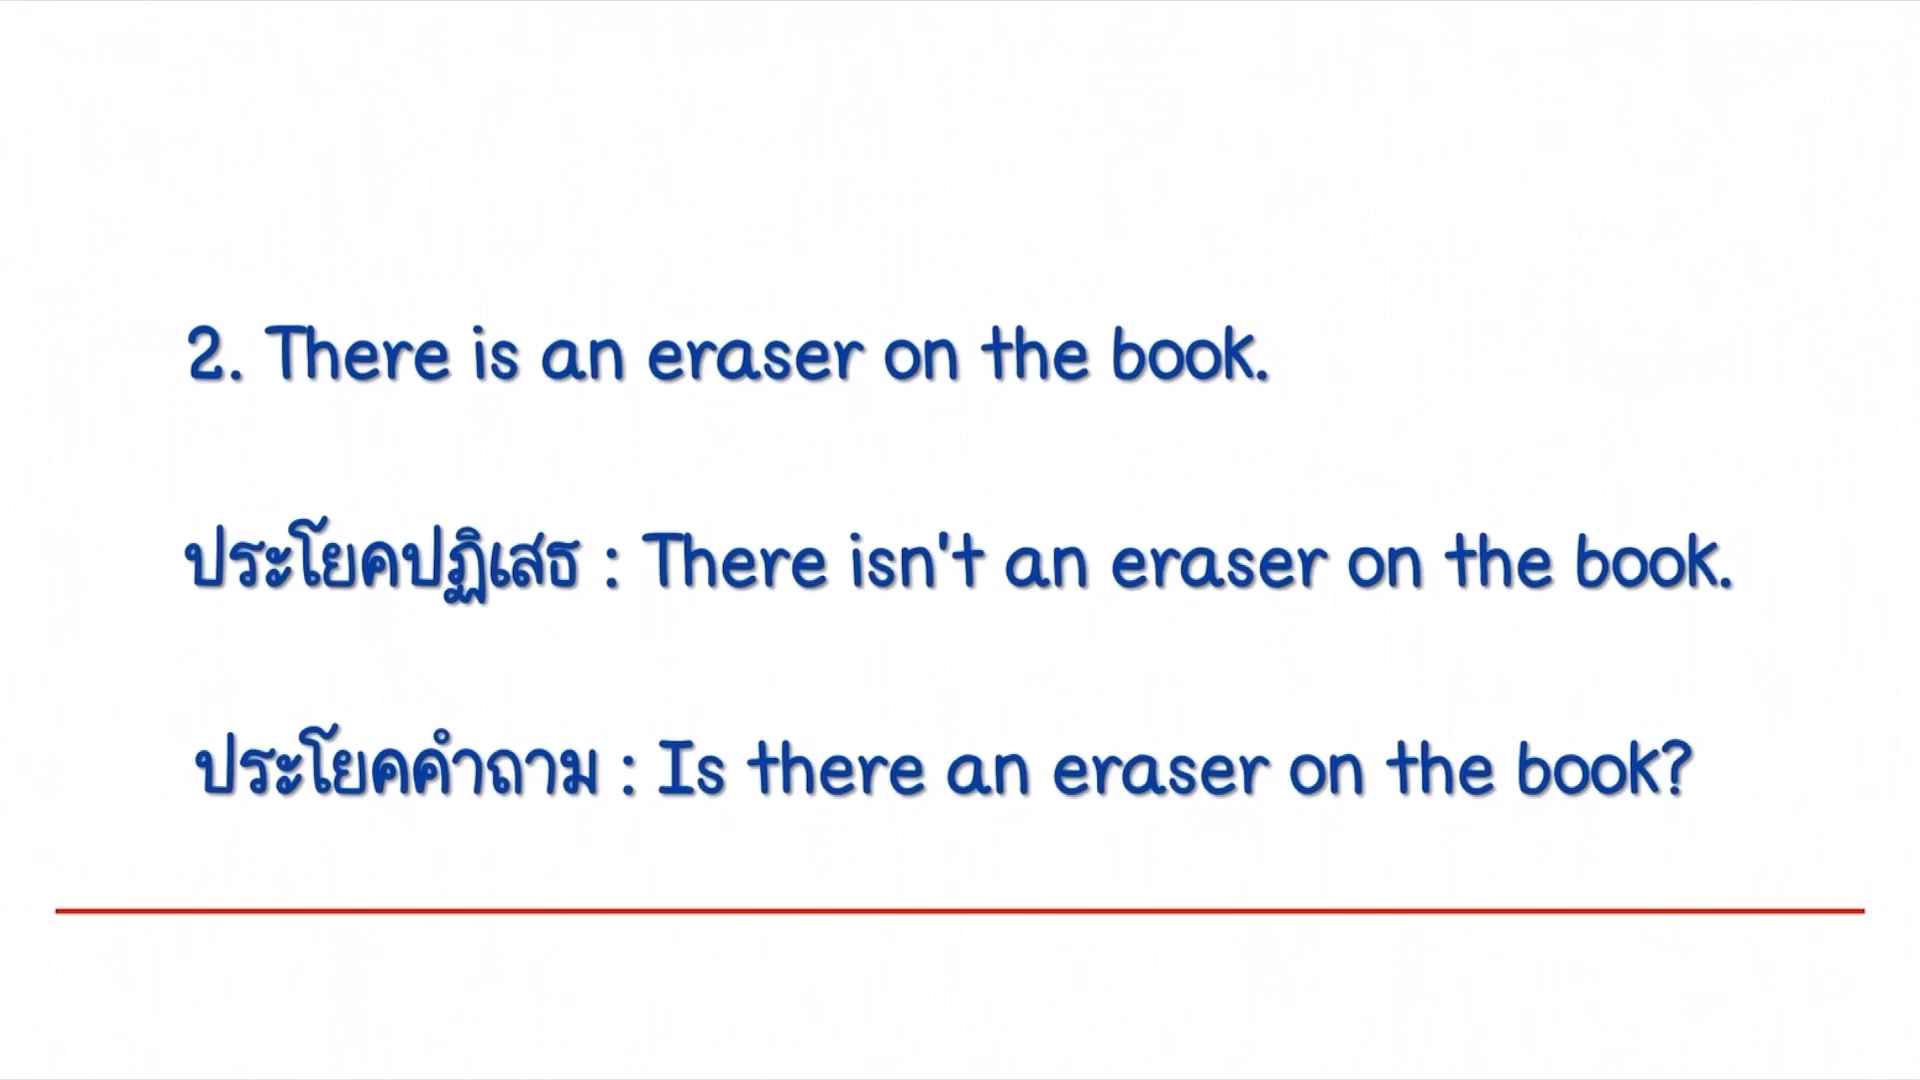 2. There is an eraser on the book.
ประโยคปฏิเสธ : There isn't an eraser on the book.
ประโยคคำถาม : Is there an eraser on the book?